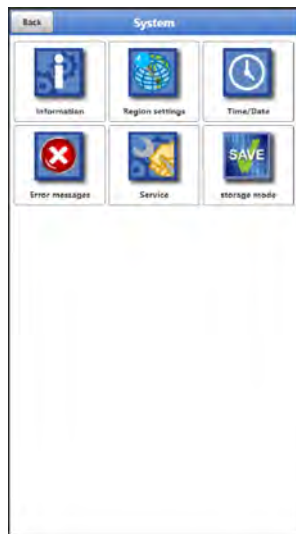 Back
System
Information
Region settings
Time/Date
Error messages
Service
SAVE
storage mode